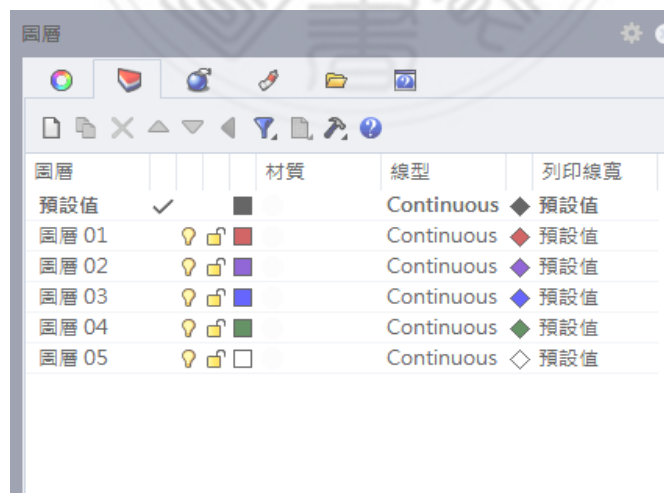 圖層
圖層 材質 線型 列印線寬
預設值 Continuous 預設值
圖層 01 Continuous 預設值
圖層 02 Continuous 預設值
圖層 03 Continuous 預設值
圖層 04 Continuous 預設值
圖層 05 Continuous 預設值